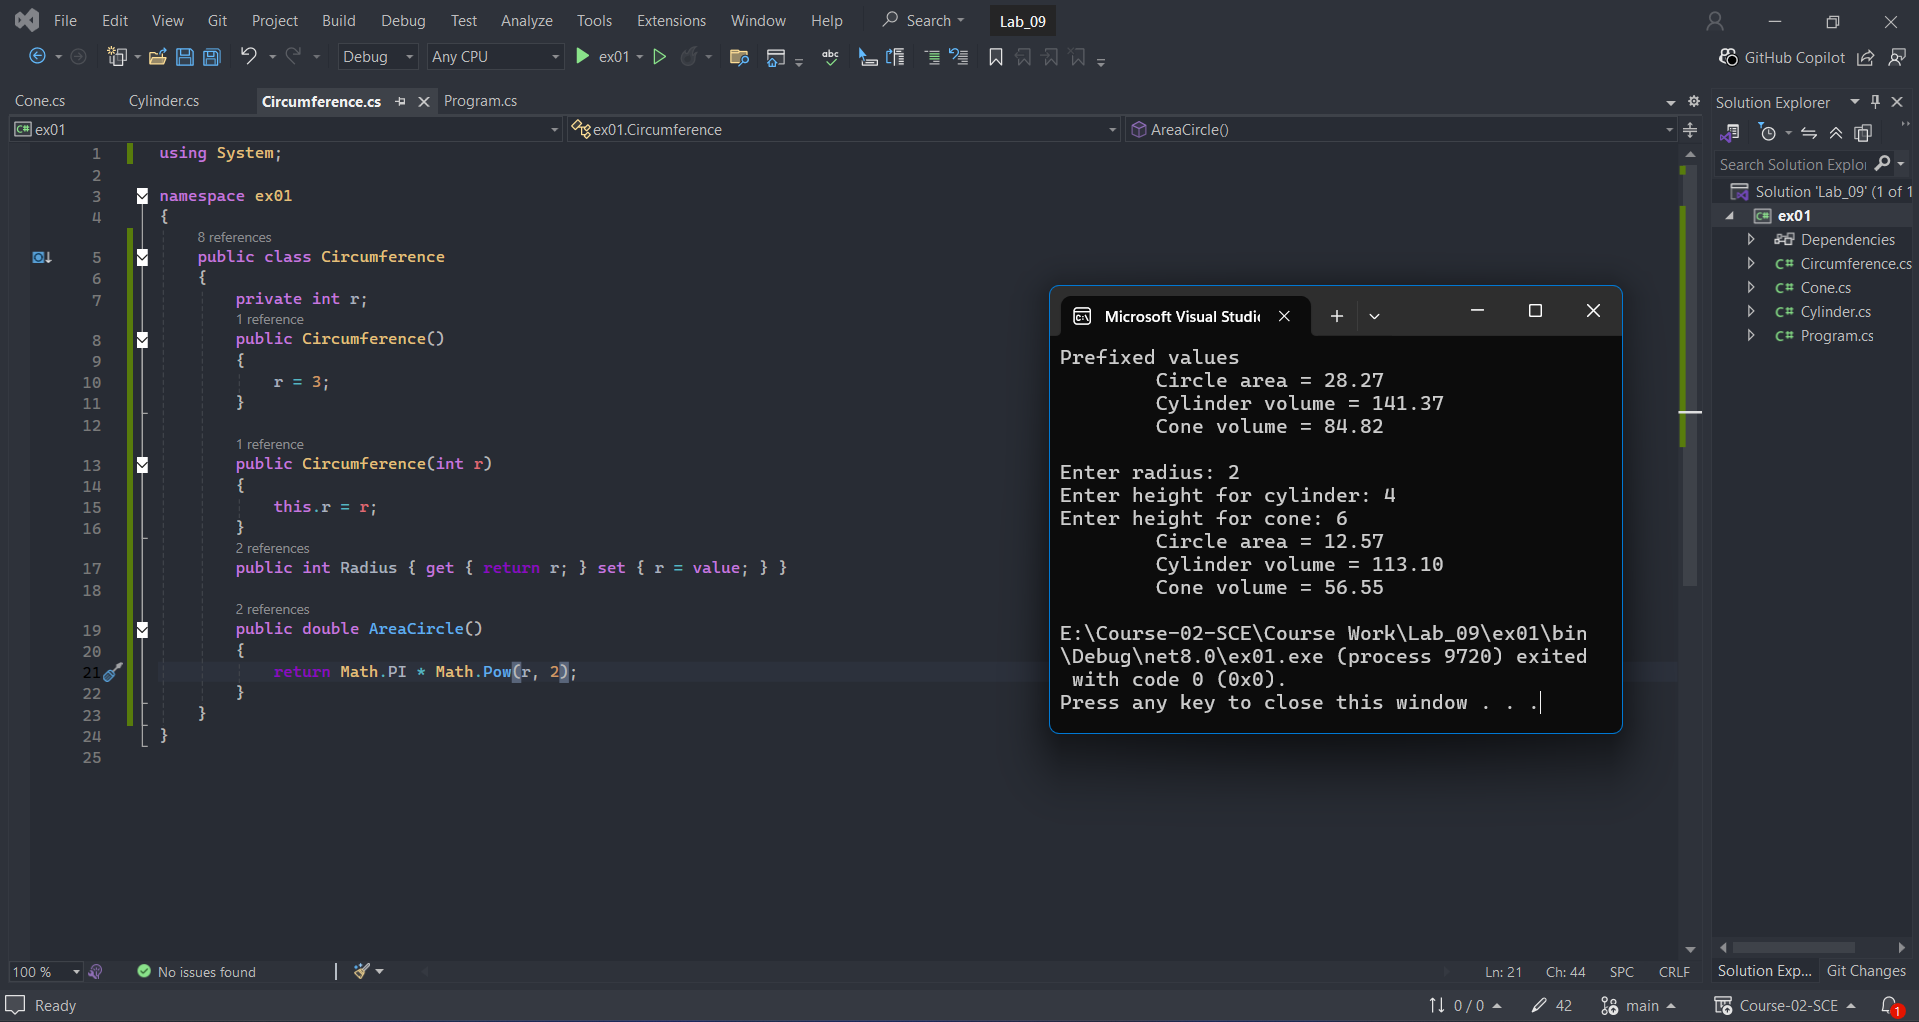 File Edit View Git Project Build Debug Test Analyze Tools Extensions Window Help Search Lab_09
Debug Any CPU ex01 GitHub Copilot
Cone.cs Cylinder.cs Circumference.cs Program.cs
ex01 ex01.Circumference AreaCircle()
1 using System;
2
3 namespace ex01
4 {
8 references
5 public class Circumference
6 {
7 private int r;
1 reference
8 public Circumference()
9 {
10 r = 3;
11 }
12
1 reference
13 public Circumference(int r)
14 {
15 this.r = r;
16 }
2 references
17 public int Radius { get { return r; } set { r = value; } }
18
2 references
19 public double AreaCircle()
20 {
21 return Math.PI * Math.Pow(r, 2);
22 }
23 }
24 }
25
Microsoft Visual Studi
Prefixed values
Circle area = 28.27
Cylinder volume = 141.37
Cone volume = 84.82
Enter radius: 2
Enter height for cylinder: 4
Enter height for cone: 6
Circle area = 12.57
Cylinder volume = 113.10
Cone volume = 56.55
E:\Course-02-SCE\Course Work\Lab_09\ex01\bin
\Debug\net8.0\ex01.exe (process 9720) exited
with code 0 (0x0).
Press any key to close this window . . .
Solution Explorer
Search Solution Explo
Solution 'Lab_09' (1 of 1
C# ex01
Dependencies
C# Circumference.cs
C# Cone.cs
C# Cylinder.cs
C# Program.cs
100 % No issues found Ln: 21 Ch: 44 SPC CRLF
Solution Exp... Git Changes
Ready 0 / 0 42 main Course-02-SCE 1